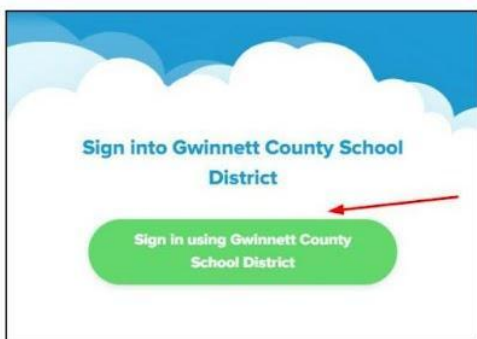 Sign into Gwinnett County School
District
Sign in using Gwinnett County
School District